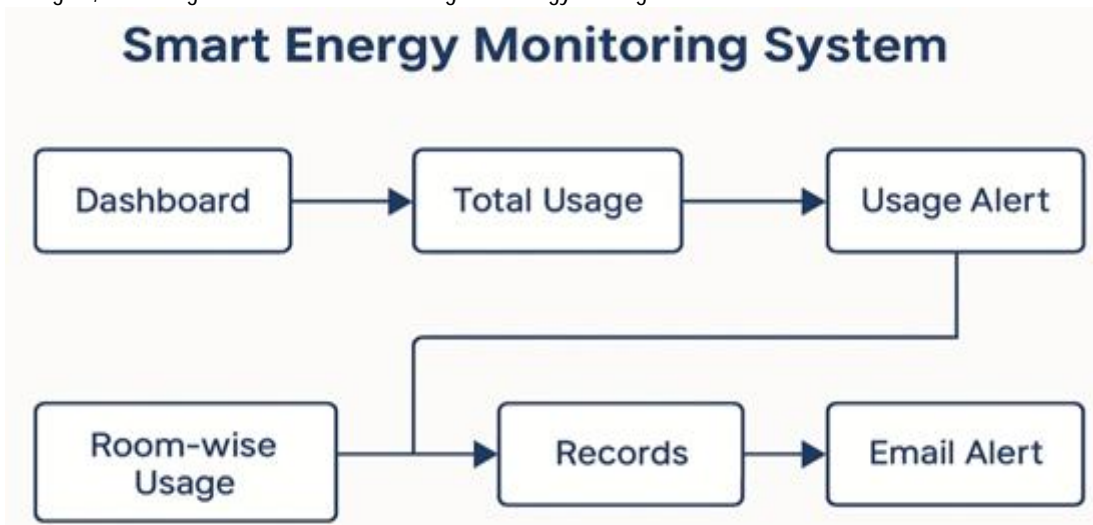 Smart Energy Monitoring System
Dashboard
Total Usage
Usage Alert
Room-wise
Usage
Records
Email Alert